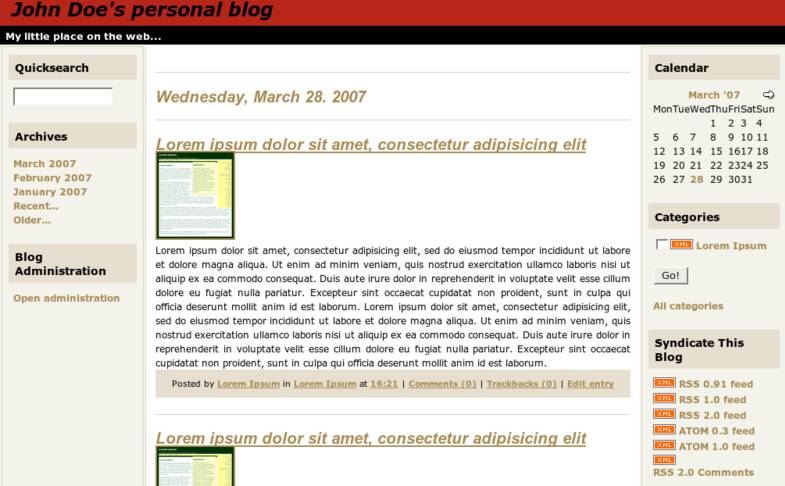 John Doe's personal blog
My little place on the web...
Quicksearch
Archives
March 2007
February 2007
January 2007
Recent...
Older...
Blog
Administration
Open administration
Wednesday, March 28. 2007
Lorem ipsum dolor sit amet, consectetur adipisicing elit
Lorem ipsum dolor sit amet, consectetur adipisicing elit, sed do eiusmod tempor incididunt ut labore
et dolore magna aliqua. Ut enim ad minim veniam, quis nostrud exercitation ullamco laboris nisi ut
aliquip ex ea commodo consequat. Duis aute irure dolor in reprehenderit in voluptate velit esse cillum
dolore eu fugiat nulla pariatur. Excepteur sint occaecat cupidatat non proident, sunt in culpa qui
officia deserunt mollit anim id est laborum. Lorem ipsum dolor sit amet, consectetur adipisicing elit,
sed do eiusmod tempor incididunt ut labore et dolore magna aliqua. Ut enim ad minim veniam, quis
nostrud exercitation ullamco laboris nisi ut aliquip ex ea commodo consequat. Duis aute irure dolor in
reprehenderit in voluptate velit esse cillum dolore eu fugiat nulla pariatur. Excepteur sint occaecat
cupidatat non proident, sunt in culpa qui officia deserunt mollit anim id est laborum.
Posted by Lorem Ipsum in Lorem Ipsum at 16:21 | Comments (0) | Trackbacks (0) | Edit entry
Lorem ipsum dolor sit amet, consectetur adipisicing elit
Calendar
March '07
Mon Tue Wed Thu Fri Sat Sun
1 2 3 4
5 6 7 8 9 10 11
12 13 14 15 16 17 18
19 20 21 22 23 24 25
26 27 28 29 30 31
Categories
XML Lorem Ipsum
Go!
All categories
Syndicate This
Blog
XML RSS 0.91 feed
XML RSS 1.0 feed
XML RSS 2.0 feed
XML ATOM 0.3 feed
XML ATOM 1.0 feed
XML
RSS 2.0 Comments